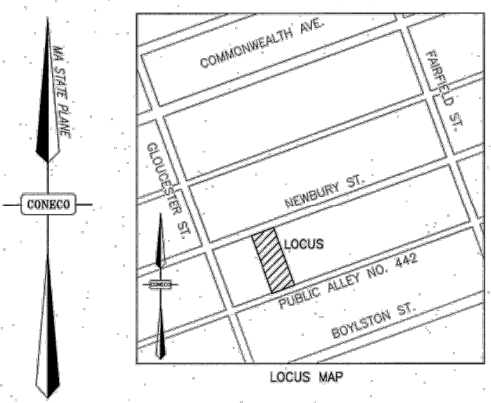 MA STATE PLANE
CONECO
COMMONWEALTH AVE.
FAIRFIELD ST.
GLOUCESTER ST.
NEWBURY ST.
LOCUS
CONECO
PUBLIC ALLEY NO. 442
BOYLSTON ST.
LOCUS MAP